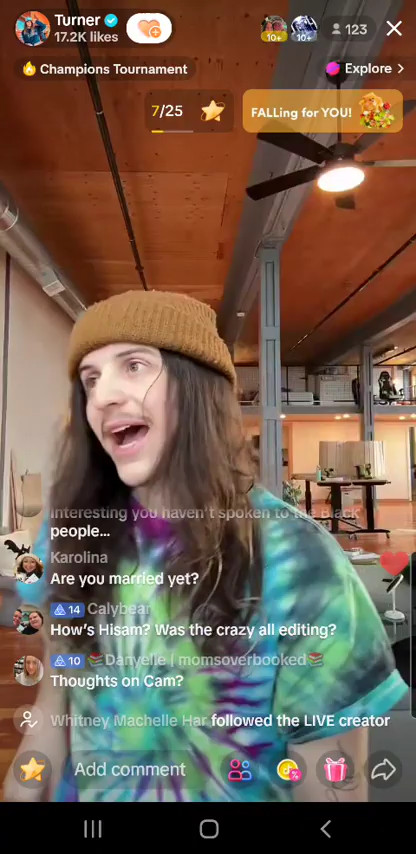 Turner
17.2K likes
10+
10+
123
Champions Tournament
Explore >
7/25
FALLing for YOU!
Interesting you haven't spoken to the Black
people...
Karolina
Are you married yet?
14 Calybear
How's Hisam? Was the crazy all editing?
10 📚Danyelle | momsoverbooked📚
Thoughts on Cam?
Whitney Machelle Har followed the LIVE creator
Add comment